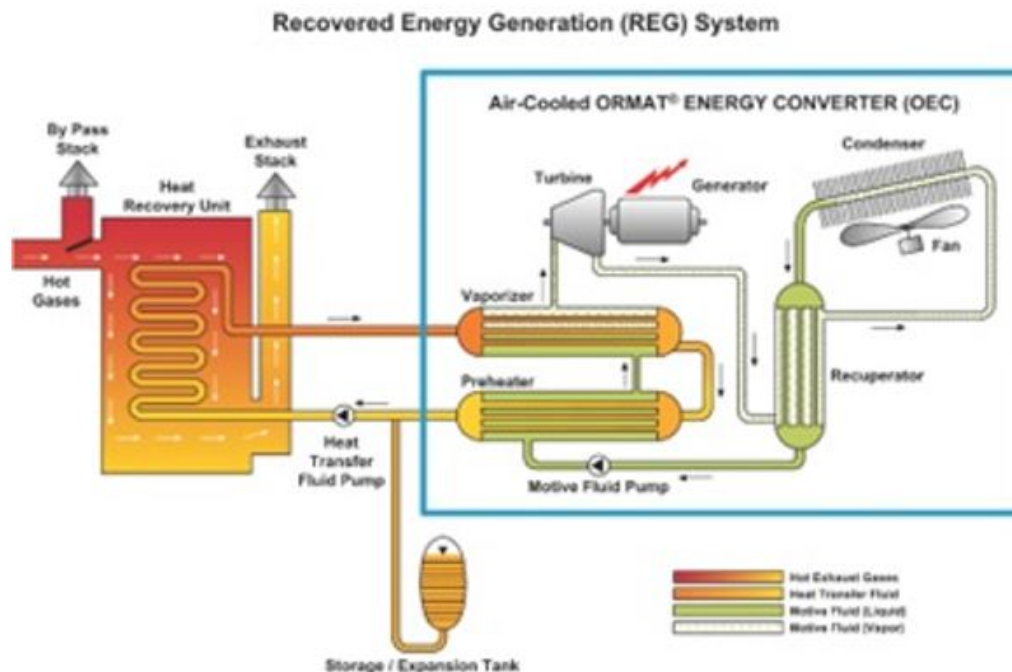 Recovered Energy Generation (REG) System
Air-Cooled ORMAT® ENERGY CONVERTER (OEC)
By Pass
Stack
Exhaust
Stack
Heat
Recovery Unit
Hot
Gases
Turbine
Generator
Condenser
Fan
Vaporizer
Preheater
Recuperator
Heat
Transfer
Fluid Pump
Motive Fluid Pump
Storage / Expansion Tank
Hot Exhaust Gases
Heat Transfer Fluid
Motive Fluid (Liquid)
Motive Fluid (Vapor)